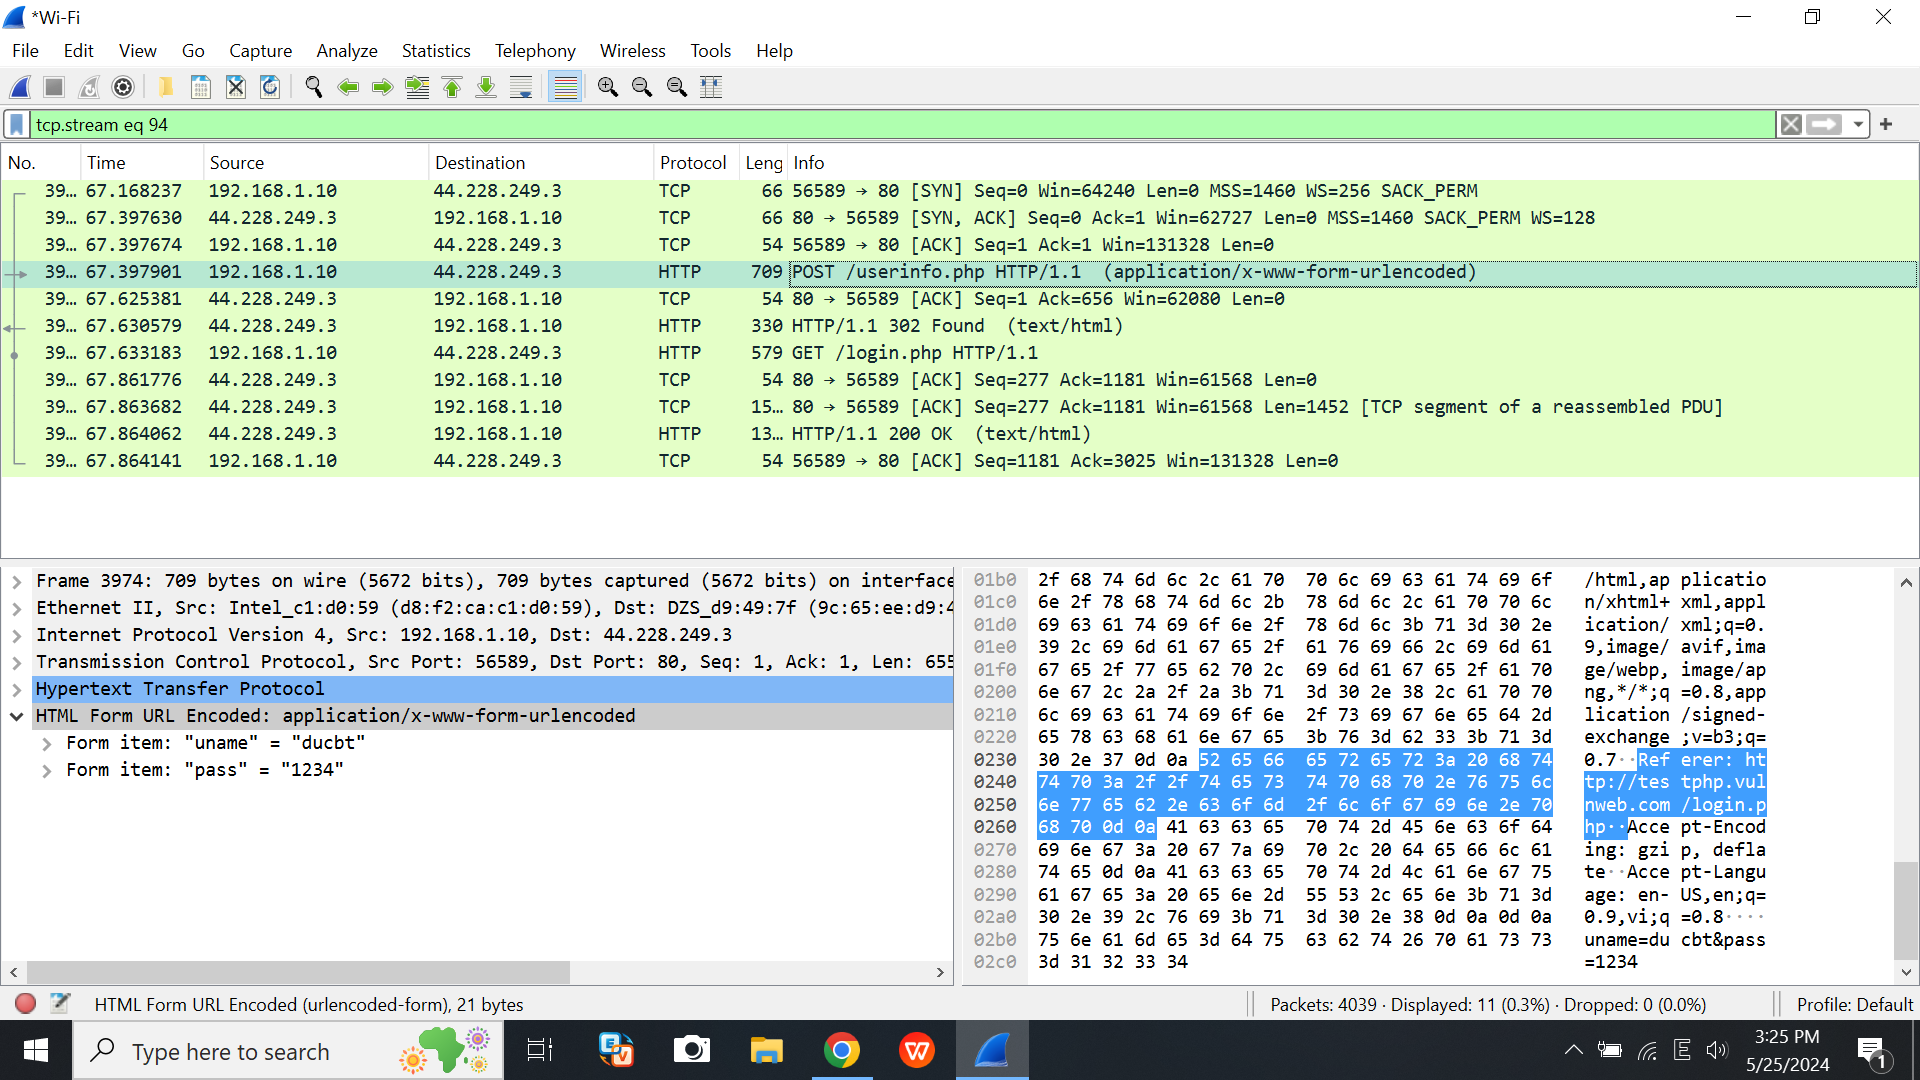 *Wi-Fi
File Edit View Go Capture Analyze Statistics Telephony Wireless Tools Help
tcp.stream eq 94
No. Time Source Destination Protocol Leng Info
39… 67.168237 192.168.1.10 44.228.249.3 TCP 66 56589 → 80 [SYN] Seq=0 Win=64240 Len=0 MSS=1460 WS=256 SACK_PERM
39… 67.397630 44.228.249.3 192.168.1.10 TCP 66 80 → 56589 [SYN, ACK] Seq=0 Ack=1 Win=62727 Len=0 MSS=1460 SACK_PERM WS=128
39… 67.397674 192.168.1.10 44.228.249.3 TCP 54 56589 → 80 [ACK] Seq=1 Ack=1 Win=131328 Len=0
39… 67.397901 192.168.1.10 44.228.249.3 HTTP 709 POST /userinfo.php HTTP/1.1 (application/x-www-form-urlencoded)
39… 67.625381 44.228.249.3 192.168.1.10 TCP 54 80 → 56589 [ACK] Seq=1 Ack=656 Win=62080 Len=0
39… 67.630579 44.228.249.3 192.168.1.10 HTTP 330 HTTP/1.1 302 Found (text/html)
39… 67.633183 192.168.1.10 44.228.249.3 HTTP 579 GET /login.php HTTP/1.1
39… 67.861776 44.228.249.3 192.168.1.10 TCP 54 80 → 56589 [ACK] Seq=277 Ack=1181 Win=61568 Len=0
39… 67.863682 44.228.249.3 192.168.1.10 TCP 15… 80 → 56589 [ACK] Seq=277 Ack=1181 Win=61568 Len=1452 [TCP segment of a reassembled PDU]
39… 67.864062 44.228.249.3 192.168.1.10 HTTP 13… HTTP/1.1 200 OK (text/html)
39… 67.864141 192.168.1.10 44.228.249.3 TCP 54 56589 → 80 [ACK] Seq=1181 Ack=3025 Win=131328 Len=0
Frame 3974: 709 bytes on wire (5672 bits), 709 bytes captured (5672 bits) on interface
Ethernet II, Src: Intel_c1:d0:59 (d8:f2:ca:c1:d0:59), Dst: DZS_d9:49:7f (9c:65:ee:d9:4
Internet Protocol Version 4, Src: 192.168.1.10, Dst: 44.228.249.3
Transmission Control Protocol, Src Port: 56589, Dst Port: 80, Seq: 1, Ack: 1, Len: 655
Hypertext Transfer Protocol
HTML Form URL Encoded: application/x-www-form-urlencoded
Form item: "uname" = "ducbt"
Form item: "pass" = "1234"
01b0 2f 68 74 6d 6c 2c 61 70 70 6c 69 63 61 74 69 6f /html,ap plicatio
01c0 6e 2f 78 68 74 6d 6c 2b 78 6d 6c 2c 61 70 70 6c n/xhtml+ xml,appl
01d0 69 63 61 74 69 6f 6e 2f 78 6d 6c 3b 71 3d 30 2e ication/ xml;q=0.
01e0 39 2c 69 6d 61 67 65 2f 61 76 69 66 2c 69 6d 61 9,image/ avif,ima
01f0 67 65 2f 77 65 62 70 2c 69 6d 61 67 65 2f 61 70 ge/webp, image/ap
0200 6e 67 2c 2a 2f 2a 3b 71 3d 30 2e 38 2c 61 70 70 ng,*/*;q =0.8,app
0210 6c 69 63 61 74 69 6f 6e 2f 73 69 67 6e 65 64 2d lication /signed-
0220 65 78 63 68 61 6e 67 65 3b 76 3d 62 33 3b 71 3d exchange ;v=b3;q=
0230 30 2e 37 0d 0a 52 65 66 65 72 65 72 3a 20 68 74 0.7··Ref erer: ht
0240 74 70 3a 2f 2f 74 65 73 74 70 68 70 2e 76 75 6c tp://tes tphp.vul
0250 6e 77 65 62 2e 63 6f 6d 2f 6c 6f 67 69 6e 2e 70 nweb.com /login.p
0260 68 70 0d 0a 41 63 63 65 70 74 2d 45 6e 63 6f 64 hp··Acce pt-Encod
0270 69 6e 67 3a 20 67 7a 69 70 2c 20 64 65 66 6c 61 ing: gzi p, defla
0280 74 65 0d 0a 41 63 63 65 70 74 2d 4c 61 6e 67 75 te··Acce pt-Langu
0290 61 67 65 3a 20 65 6e 2d 55 53 2c 65 6e 3b 71 3d age: en- US,en;q=
02a0 30 2e 39 2c 76 69 3b 71 3d 30 2e 38 0d 0a 0d 0a 0.9,vi;q =0.8····
02b0 75 6e 61 6d 65 3d 64 75 63 62 74 26 70 61 73 73 uname=du cbt&pass
02c0 3d 31 32 33 34 =1234
HTML Form URL Encoded (urlencoded-form), 21 bytes
Packets: 4039 · Displayed: 11 (0.3%) · Dropped: 0 (0.0%)
Profile: Default
Type here to search
3:25 PM
5/25/2024
1